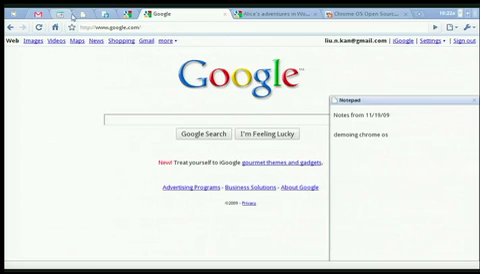 Google
Alice's adventures in Wo
Chrome OS Open Sourc
http://www.google.com/
Web Images Videos Maps News Shopping Gmail more
liu.n.kan@gmail.com | iGoogle | Settings | Sign out
Google
Google Search
I'm Feeling Lucky
New! Treat yourself to iGoogle gourmet themes and gadgets.
Advertising Programs - Business Solutions - About Google
©2009 - Privacy
Notepad
Notes from 11/19/09
demoing chrome os